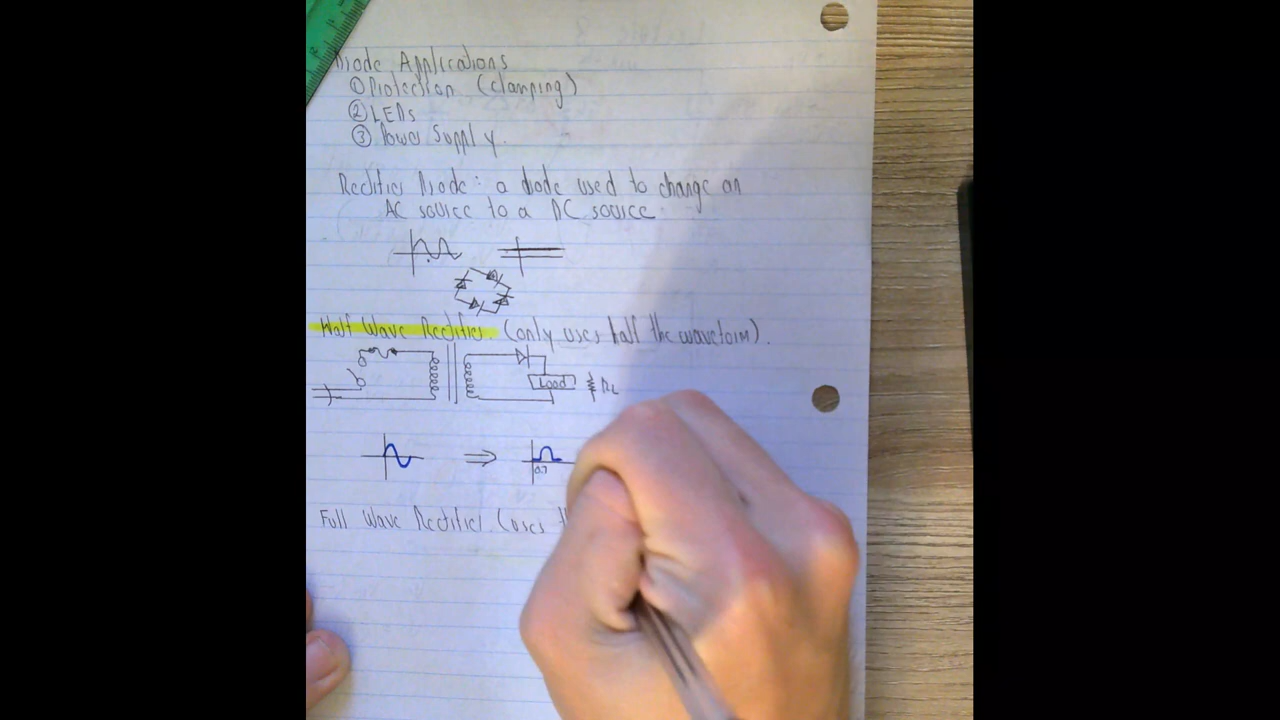 Diode Applications
① Protection (clamping)
② LEDs
③ Power Supply.
Rectifier Diode: a diode used to change an
AC source to a DC source
Half Wave Rectifier. (only uses half the waveform).
Load RL
0.7
Full Wave Rectifier. (uses